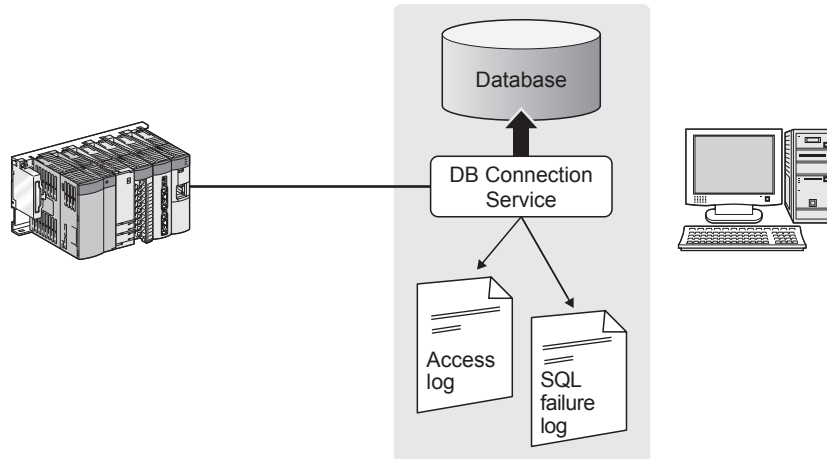 Database
DB Connection
Service
Access
log
SQL
failure
log